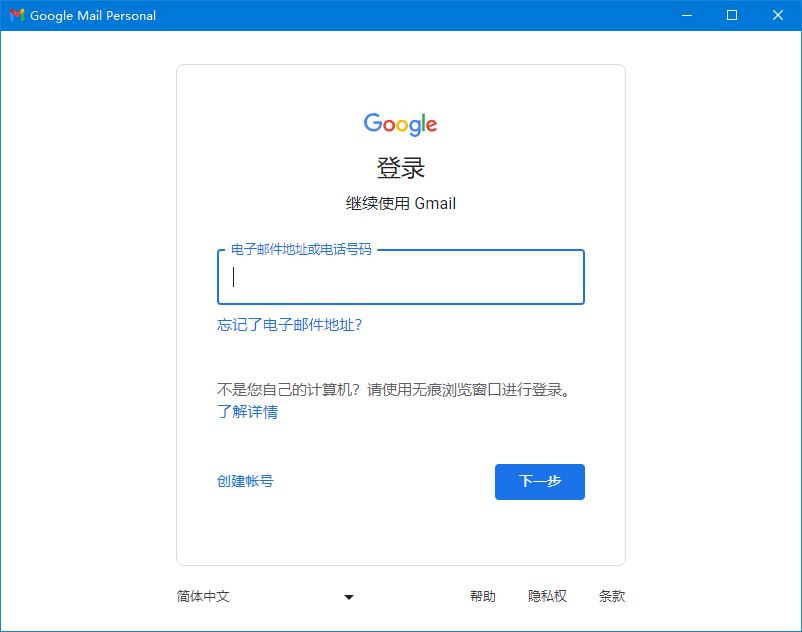 Google Mail Personal
Google
登录
继续使用 Gmail
电子邮件地址或电话号码
忘记了电子邮件地址?
不是您自己的计算机？请使用无痕浏览窗口进行登录。
了解详情
创建帐号
下一步
简体中文
帮助
隐私权
条款